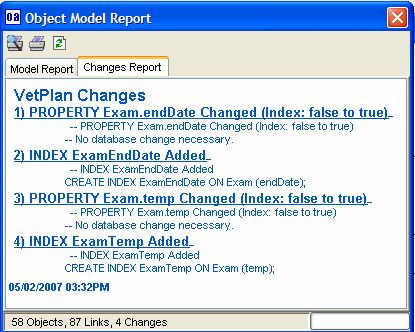 oa Object Model Report
Model Report Changes Report
VetPlan Changes
1) PROPERTY Exam.endDate Changed (Index: false to true)
-- PROPERTY Exam.endDate Changed (Index: false to true)
-- No database change necessary.
2) INDEX ExamEndDate Added
-- INDEX ExamEndDate Added
CREATE INDEX ExamEndDate ON Exam (endDate);
3) PROPERTY Exam.temp Changed (Index: false to true)
-- PROPERTY Exam.temp Changed (Index: false to true)
-- No database change necessary.
4) INDEX ExamTemp Added
-- INDEX ExamTemp Added
CREATE INDEX ExamTemp ON Exam (temp);
05/02/2007 03:32PM
58 Objects, 87 Links, 4 Changes